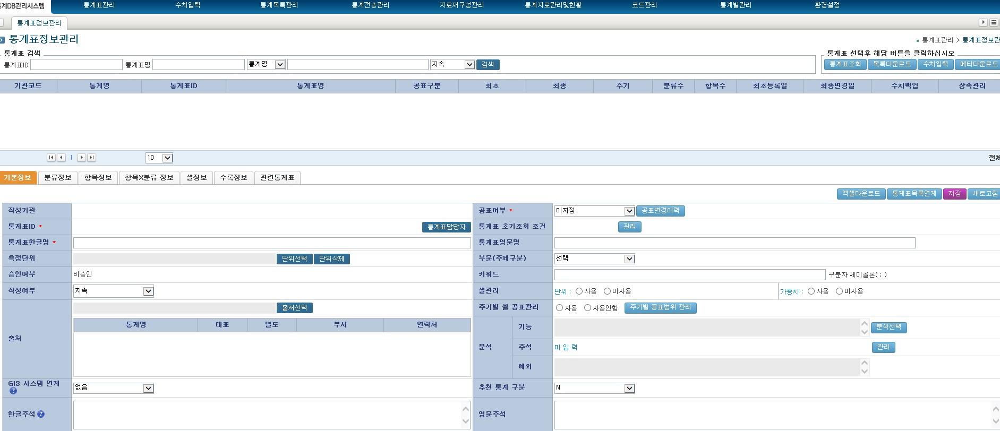 통계DB관리시스템 통계표관리 수치입력 통계목록관리 통계전송관리 자료재구성관리 통계자료관리및현황 코드관리 통계별관리 환경설정
통계표정보관리
통계표정보관리 통계표관리 > 통계표정보관
통계표 검색 통계표 선택후 해당 버튼을 클릭하십시오
통계표ID 통계표명 통계명 지속 검색 통계표조회 목록다운로드 수치입력 메타다운로드
기관코드 통계명 통계표ID 통계표명 공표구분 최초 최종 주기 분류수 항목수 최초등록일 최종변경일 수치백업 상속관리
1 10 전체
기본정보 분류정보 항목정보 항목X분류 정보 셀정보 수록정보 관련통계표
엑셀다운로드 통계표목록연계 저장 새로고침
작성기관 공표여부 * 미지정 공표변경이력
통계표ID * 통계표담당자 통계표 초기조회 조건 관리
통계표한글명 * 통계표영문명
측정단위 단위선택 단위삭제 부문(주제구분) 선택
승인여부 비승인 키워드 구분자 세미콜론( ; )
작성여부 지속 셀관리 단위 : 사용 미사용 가중치 : 사용 미사용
출처선택 주기별 셀 공표관리 사용 사용안함 주기별 공표범위 관리
통계명 대표 별도 부서 연락처 기능 분석선택
출처 분석 주석 미 입 력 관리
예외
GIS 시스템 연계 ? 없음 추천 통계 구분 N
한글주석 ? 영문주석